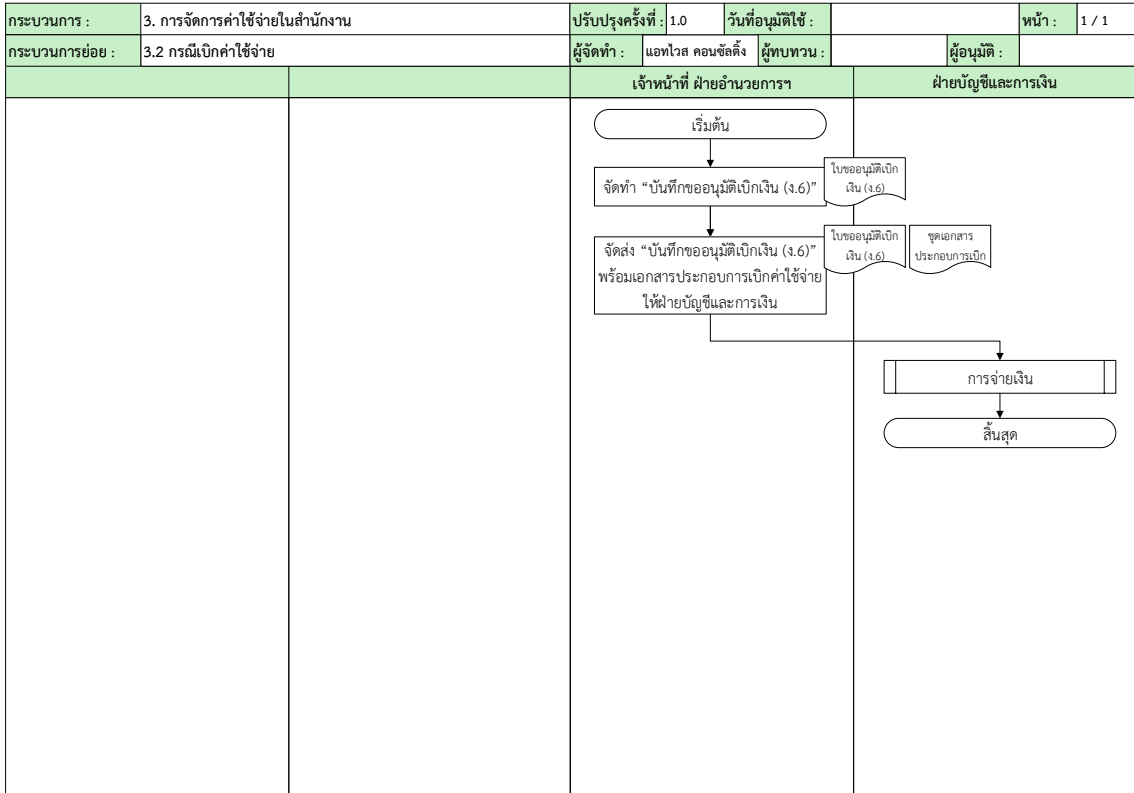 กระบวนการ : 3. การจัดการค่าใช้จ่ายในสำนักงาน ปรับปรุงครั้งที่ : 1.0 วันที่อนุมัติใช้ : หน้า : 1 / 1
กระบวนการย่อย : 3.2 กรณีเบิกค่าใช้จ่าย ผู้จัดทำ : แอทไวส คอนซัลติ้ง ผู้ทบทวน : ผู้อนุมัติ :
เจ้าหน้าที่ ฝ่ายอำนวยการฯ ฝ่ายบัญชีและการเงิน
เริ่มต้น
จัดทำ “บันทึกขออนุมัติเบิกเงิน (ง.6)”
ใบขออนุมัติเบิก
เงิน (ง.6)
จัดส่ง “บันทึกขออนุมัติเบิกเงิน (ง.6)”
พร้อมเอกสารประกอบการเบิกค่าใช้จ่าย
ให้ฝ่ายบัญชีและการเงิน
ใบขออนุมัติเบิก
เงิน (ง.6)
ชุดเอกสาร
ประกอบการเบิก
การจ่ายเงิน
สิ้นสุด